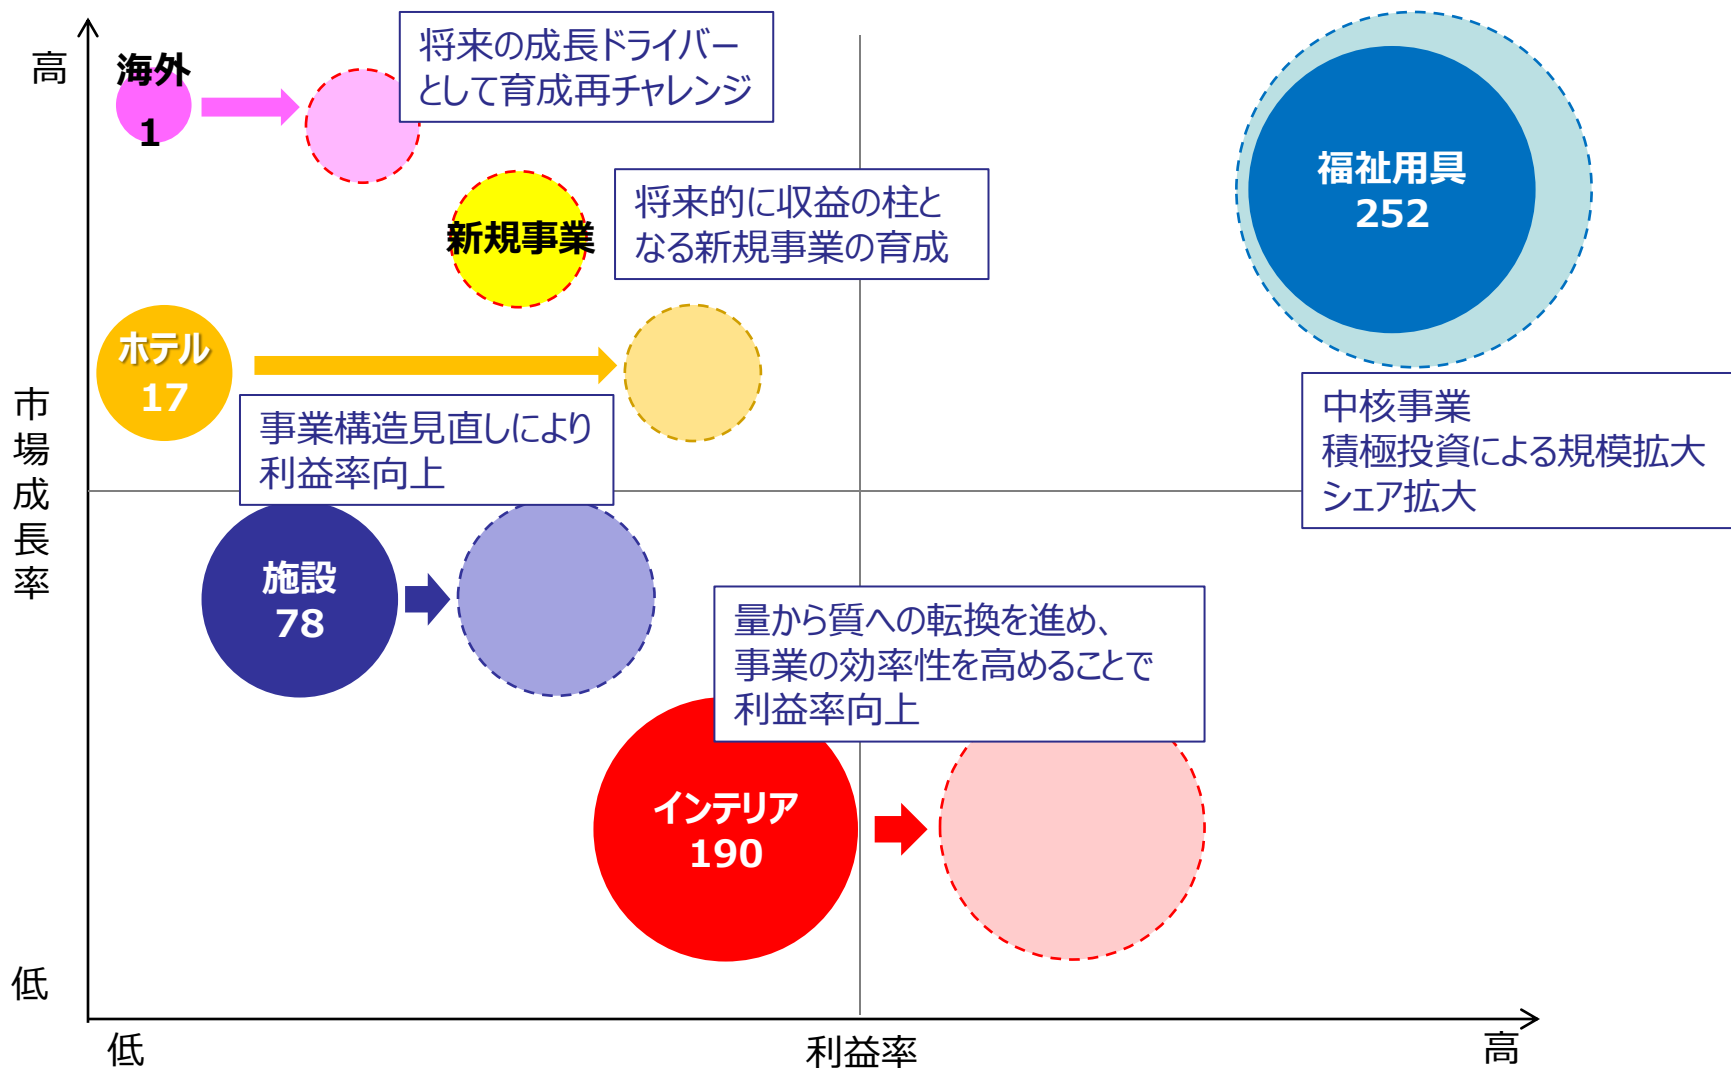 高
海外
1
将来の成長ドライバー
として育成再チャレンジ
福祉用具
252
新規事業
将来的に収益の柱と
なる新規事業の育成
ホテル
17
事業構造見直しにより
利益率向上
中核事業
積極投資による規模拡大
シェア拡大
市場成長率
施設
78
量から質への転換を進め、
事業の効率性を高めることで
利益率向上
インテリア
190
低
低
利益率
高